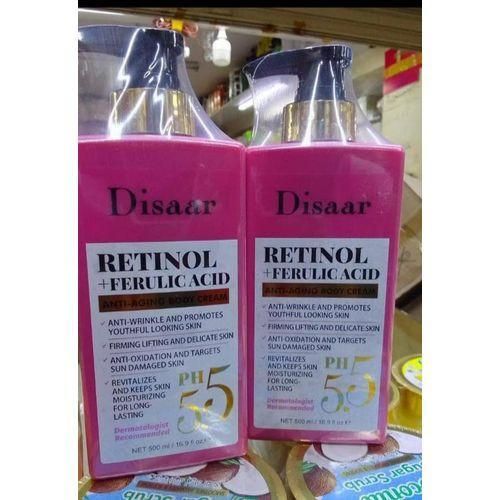 Disaar
RETINOL
+FERULIC ACID
ANTI-AGING BODY CREAM
ANTI-WRINKLE AND PROMOTES
YOUTHFUL LOOKING SKIN
FIRMING LIFTING AND DELICATE SKIN
ANTI-OXIDATION AND TARGETS
SUN DAMAGED SKIN
REVITALIZES
AND KEEPS SKIN
MOISTURIZING
FOR LONG-
LASTING
PH
5.5
Dermatologist
Recommended
NET 500 ml / 16.9 fl oz e
Disaar
RETINOL
+FERULIC ACID
ANTI-AGING BODY CREAM
ANTI-WRINKLE AND PROMOTES
YOUTHFUL LOOKING SKIN
FIRMING LIFTING AND DELICATE SKIN
ANTI-OXIDATION AND TARGETS
SUN DAMAGED SKIN
REVITALIZES
AND KEEPS SKIN
MOISTURIZING
FOR LONG-
LASTING
PH
5.5
Dermatologist
Recommended
NET 500 ml / 16.9 fl oz e
Sugar Scrub